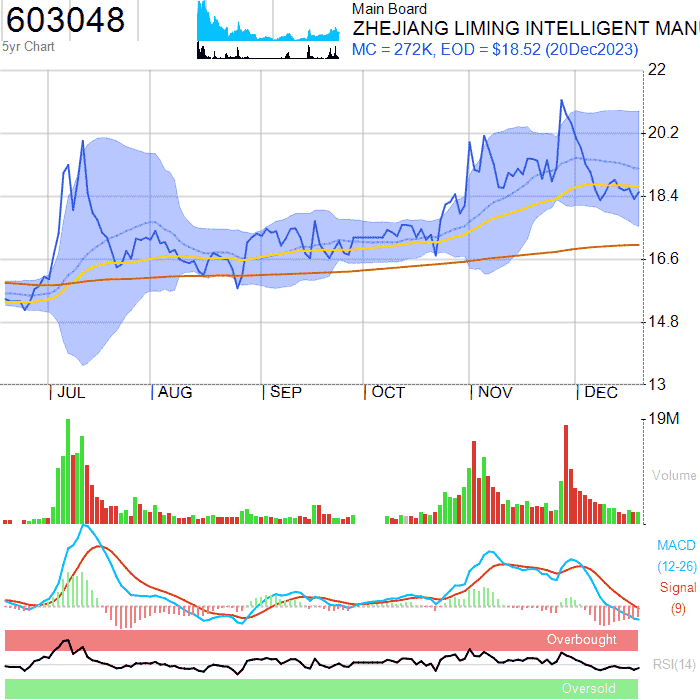 603048
5yr Chart
Main Board
ZHEJIANG LIMING INTELLIGENT MANU
MC = 272K, EOD = $18.52 (20Dec2023)
22
20.2
18.4
16.6
14.8
13
JUL AUG SEP OCT NOV DEC
19M
Volume
MACD
(12-26)
Signal
(9)
Overbought
RSI(14)
Oversold